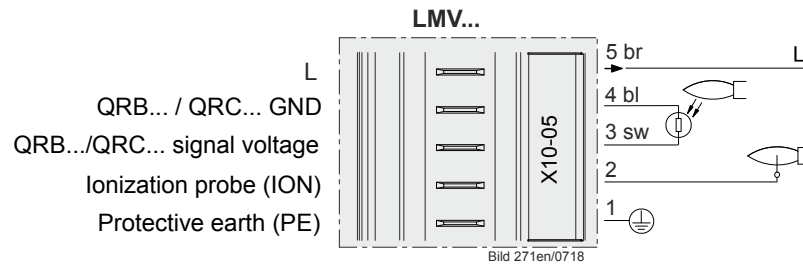 LMV...
L
5 br
L
QRB... / QRC... GND
4 bl
QRB.../QRC... signal voltage
3 sw
X10-05
Ionization probe (ION)
2
Protective earth (PE)
1
Bild 271en/0718